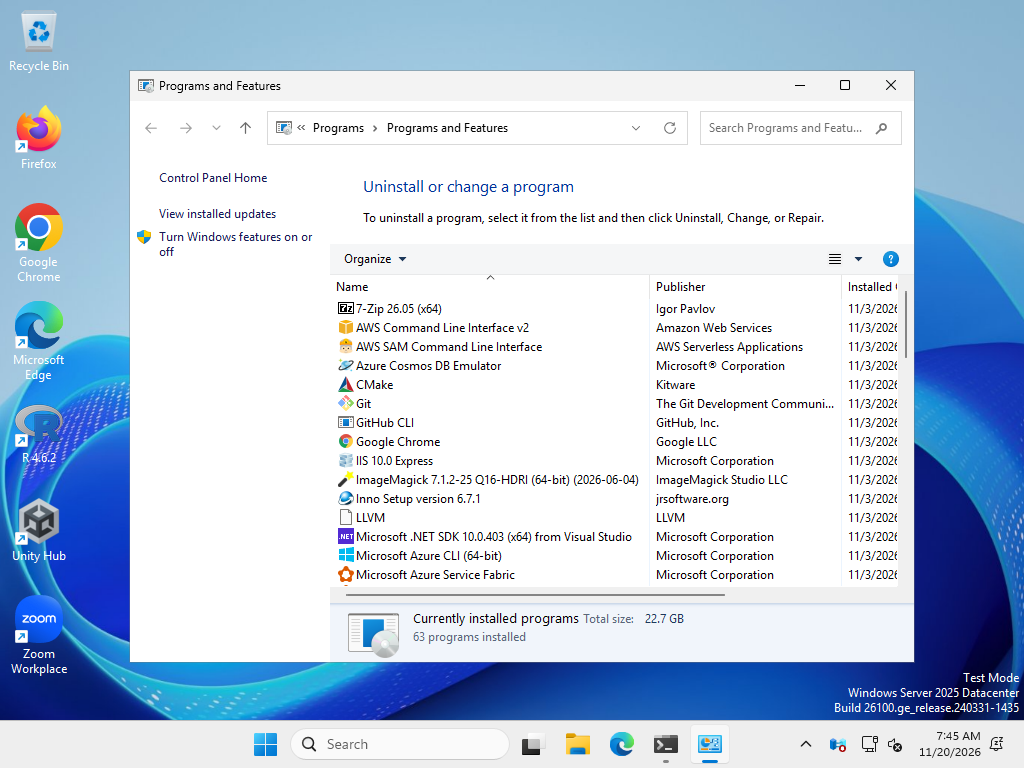 Recycle Bin
Firefox
Google
Chrome
Microsoft
Edge
R 4.6.2
Unity Hub
zoom
Zoom
Workplace
Programs and Features
« Programs > Programs and Features
Search Programs and Featu...
Control Panel Home
View installed updates
Turn Windows features on or
off
Uninstall or change a program
To uninstall a program, select it from the list and then click Uninstall, Change, or Repair.
Organize
Name Publisher Installed
7-Zip 26.05 (x64) Igor Pavlov 11/3/2026
AWS Command Line Interface v2 Amazon Web Services 11/3/2026
AWS SAM Command Line Interface AWS Serverless Applications 11/3/2026
Azure Cosmos DB Emulator Microsoft® Corporation 11/3/2026
CMake Kitware 11/3/2026
Git The Git Development Communi... 11/3/2026
GitHub CLI GitHub, Inc. 11/3/2026
Google Chrome Google LLC 11/3/2026
IIS 10.0 Express Microsoft Corporation 11/3/2026
ImageMagick 7.1.2-25 Q16-HDRI (64-bit) (2026-06-04) ImageMagick Studio LLC 11/3/2026
Inno Setup version 6.7.1 jrsoftware.org 11/3/2026
LLVM LLVM 11/3/2026
.NET Microsoft .NET SDK 10.0.403 (x64) from Visual Studio Microsoft Corporation 11/3/2026
Microsoft Azure CLI (64-bit) Microsoft Corporation 11/3/2026
Microsoft Azure Service Fabric Microsoft Corporation 11/3/2026
Currently installed programs Total size: 22.7 GB
63 programs installed
Test Mode
Windows Server 2025 Datacenter
Build 26100.ge_release.240331-1435
Search
7:45 AM
11/20/2026